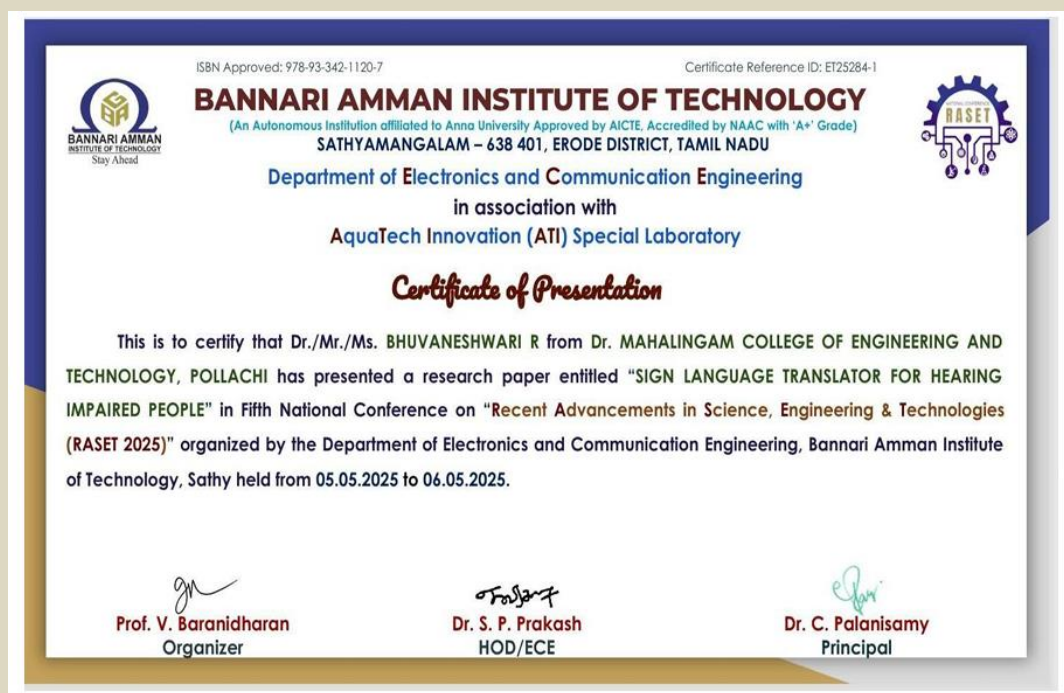 ISBN Approved: 978-93-342-1120-7
Certificate Reference ID: ET25284-1
BANNARI AMMAN INSTITUTE OF TECHNOLOGY
(An Autonomous Institution affiliated to Anna University Approved by AICTE, Accredited by NAAC with ‘A+’ Grade)
SATHYAMANGALAM – 638 401, ERODE DISTRICT, TAMIL NADU
BANNARI AMMAN
INSTITUTE OF TECHNOLOGY
Stay Ahead
NATIONAL CONFERENCE
RASET
Department of Electronics and Communication Engineering
in association with
AquaTech Innovation (ATI) Special Laboratory
Certificate of Presentation
This is to certify that Dr./Mr./Ms. BHUVANESHWARI R from Dr. MAHALINGAM COLLEGE OF ENGINEERING AND
TECHNOLOGY, POLLACHI has presented a research paper entitled “SIGN LANGUAGE TRANSLATOR FOR HEARING
IMPAIRED PEOPLE” in Fifth National Conference on “Recent Advancements in Science, Engineering & Technologies
(RASET 2025)” organized by the Department of Electronics and Communication Engineering, Bannari Amman Institute
of Technology, Sathy held from 05.05.2025 to 06.05.2025.
Prof. V. Baranidharan
Organizer
Dr. S. P. Prakash
HOD/ECE
Dr. C. Palanisamy
Principal